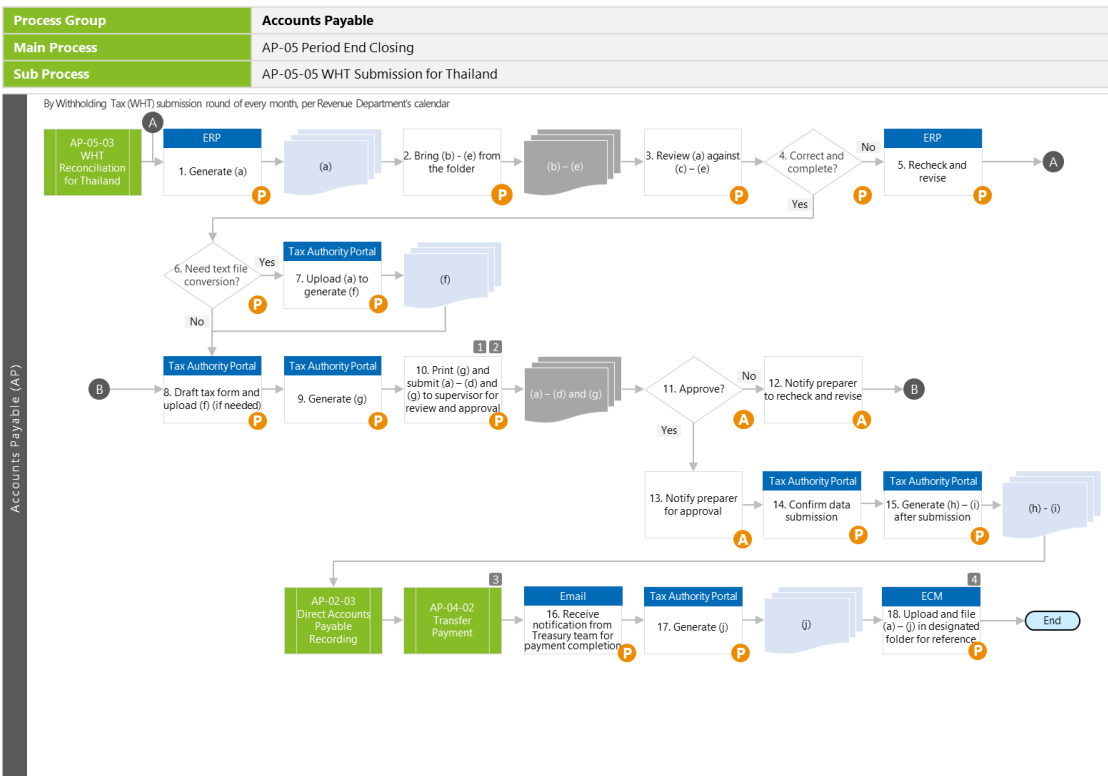 Process Group
Accounts Payable
Main Process
AP-05 Period End Closing
Sub Process
AP-05-05 WHT Submission for Thailand
Accounts Payable (AP)
By Withholding Tax (WHT) submission round of every month, per Revenue Department's calendar
A
AP-05-03
WHT
Reconciliation
for Thailand
ERP
1. Generate (a)
P
(a)
2. Bring (b) - (e) from
the folder
P
(b) – (e)
3. Review (a) against
(c) – (e)
P
4. Correct and
complete?
P
No
Yes
ERP
5. Recheck and
revise
P
A
6. Need text file
conversion?
P
Yes
No
Tax Authority Portal
7. Upload (a) to
generate (f)
P
(f)
B
Tax Authority Portal
8. Draft tax form and
upload (f) (if needed)
P
Tax Authority Portal
9. Generate (g)
P
1 2
10. Print (g) and
submit (a) – (d) and
(g) to supervisor for
review and approval
P
(a) – (d) and (g)
11. Approve?
A
No
Yes
12. Notify preparer
to recheck and revise
A
B
13. Notify preparer
for approval
A
Tax Authority Portal
14. Confirm data
submission
P
Tax Authority Portal
15. Generate (h) – (i)
after submission
P
(h) - (i)
AP-02-03
Direct Accounts
Payable
Recording
3
AP-04-02
Transfer
Payment
Email
16. Receive
notification from
Treasury team for
payment completion
P
Tax Authority Portal
17. Generate (j)
P
(j)
4
ECM
18. Upload and file
(a) – (j) in designated
folder for reference
P
End